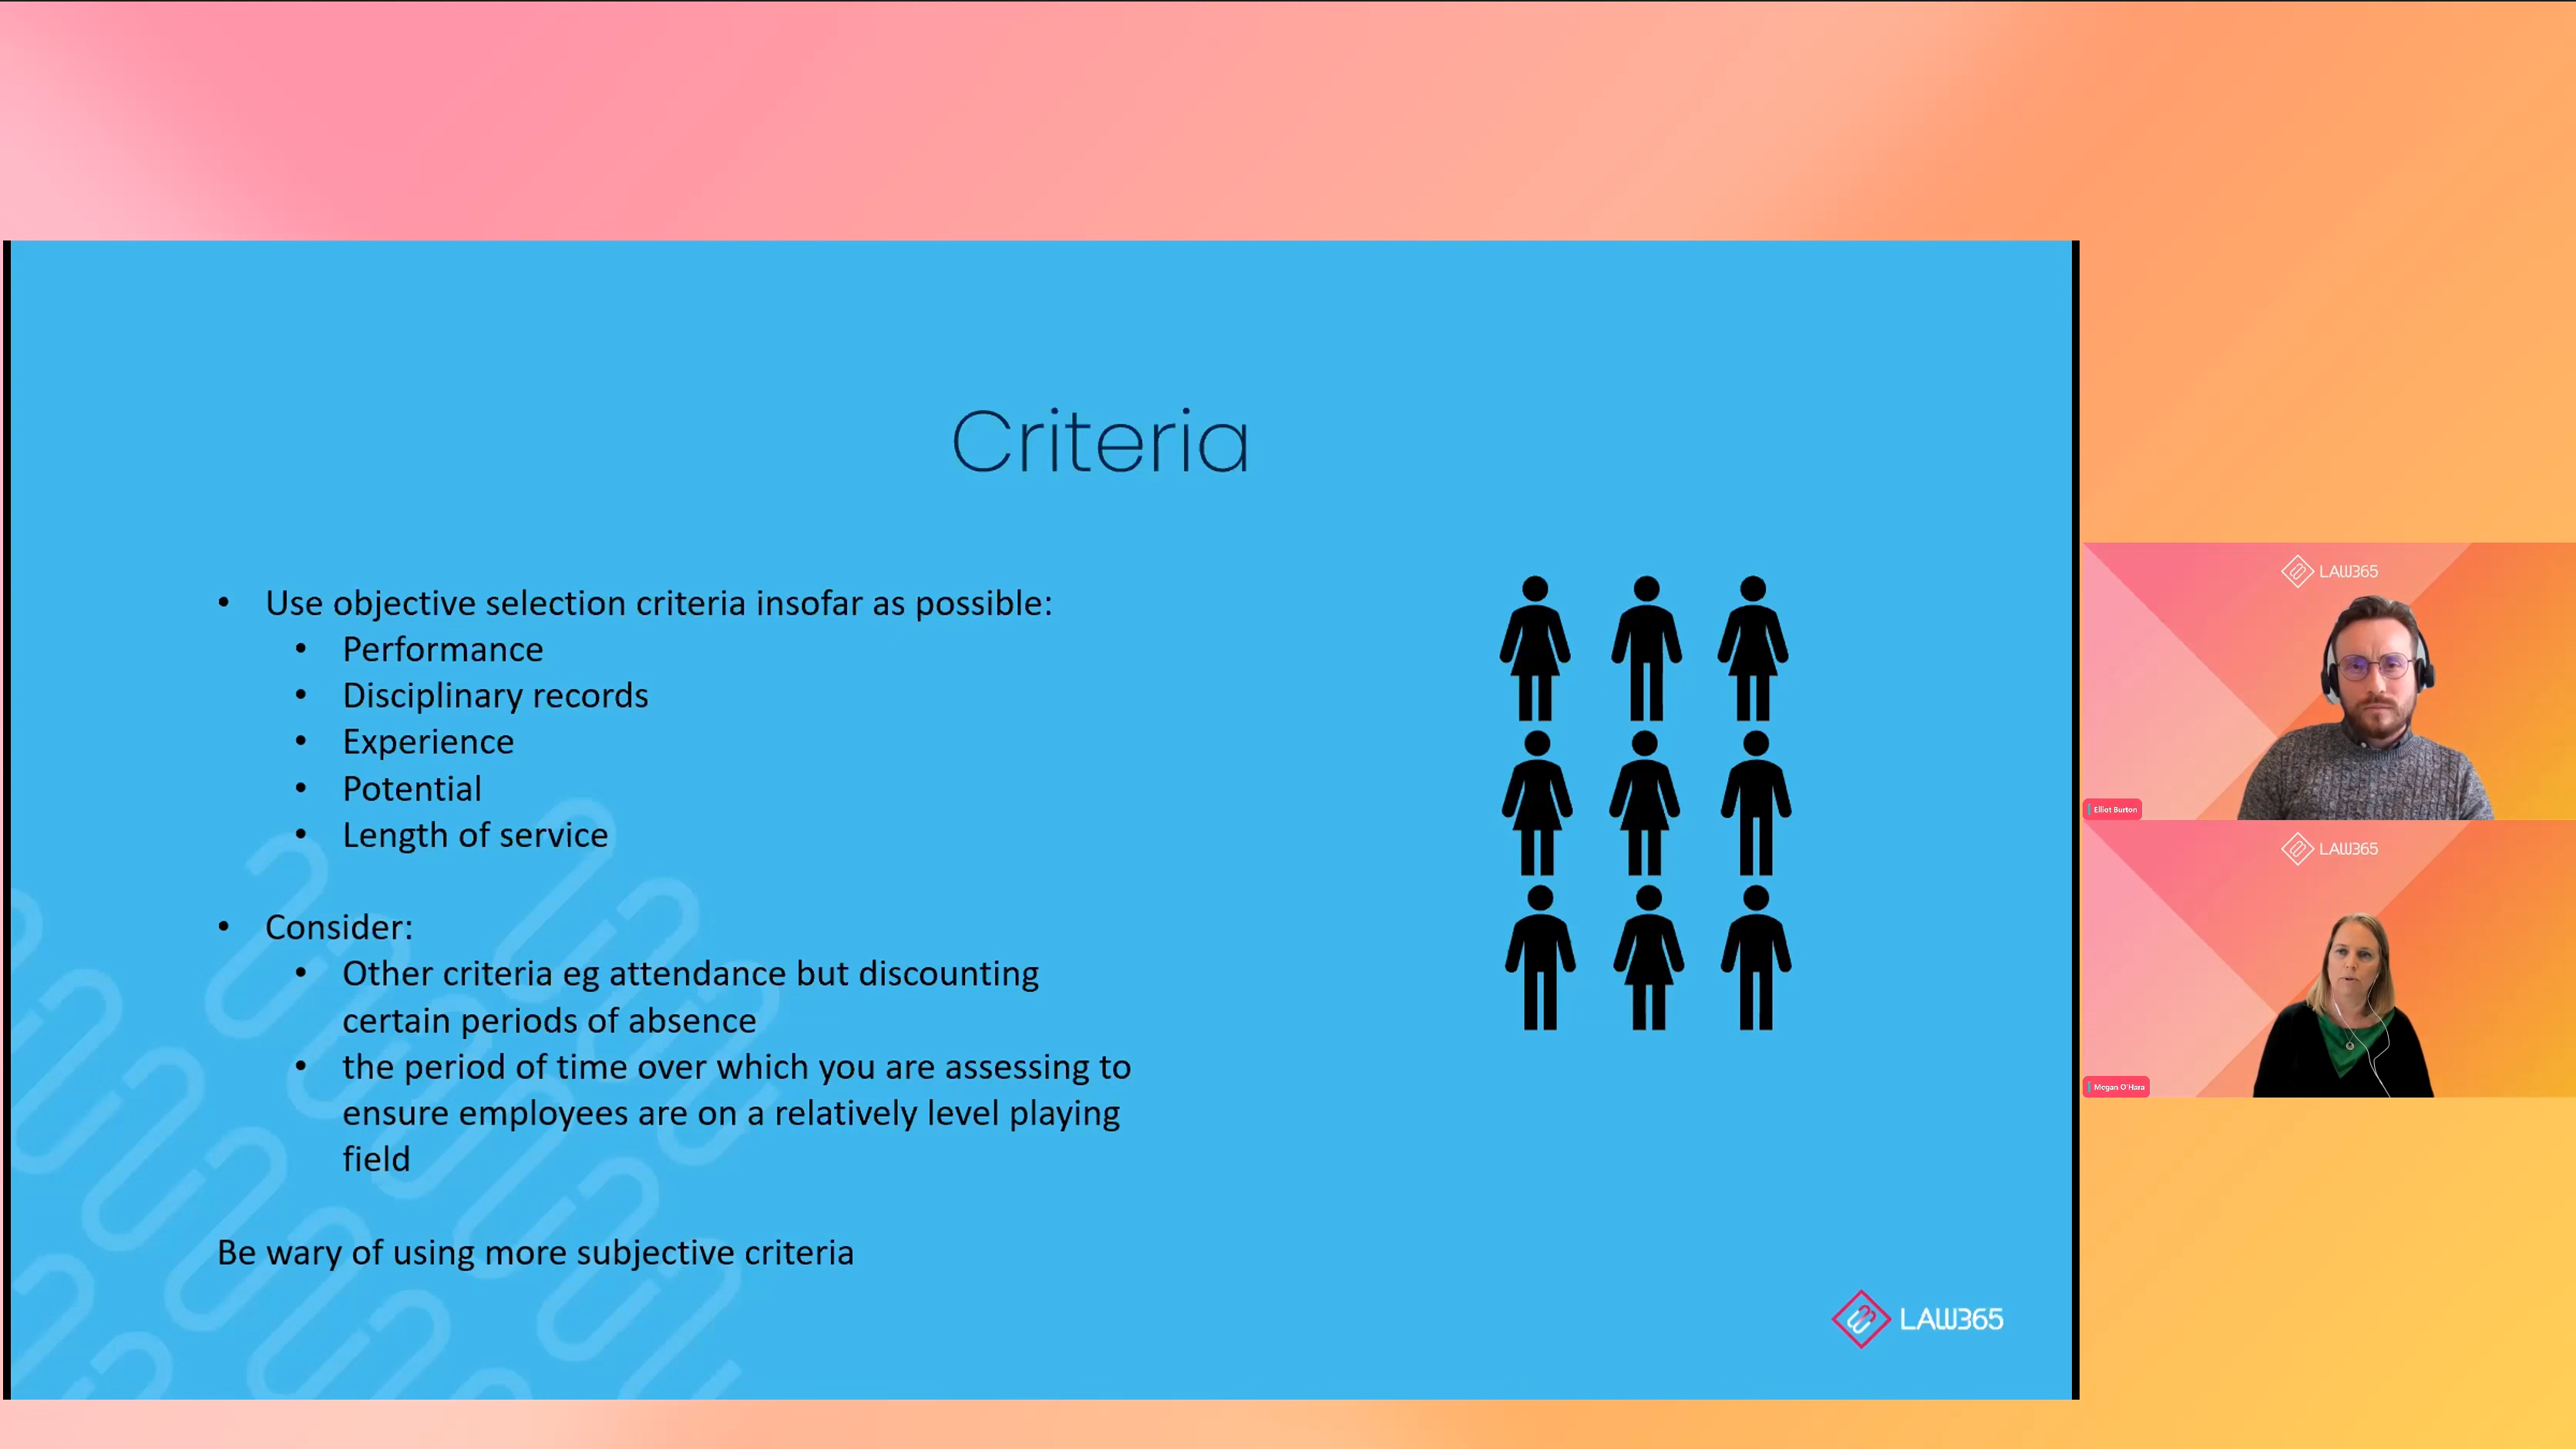 Criteria
• Use objective selection criteria insofar as possible:
• Performance
• Disciplinary records
• Experience
• Potential
• Length of service
• Consider:
• Other criteria eg attendance but discounting
certain periods of absence
• the period of time over which you are assessing to
ensure employees are on a relatively level playing
field
Be wary of using more subjective criteria
LAW365
LAW365
Elliot Burton
LAW365
Megan O'Hara